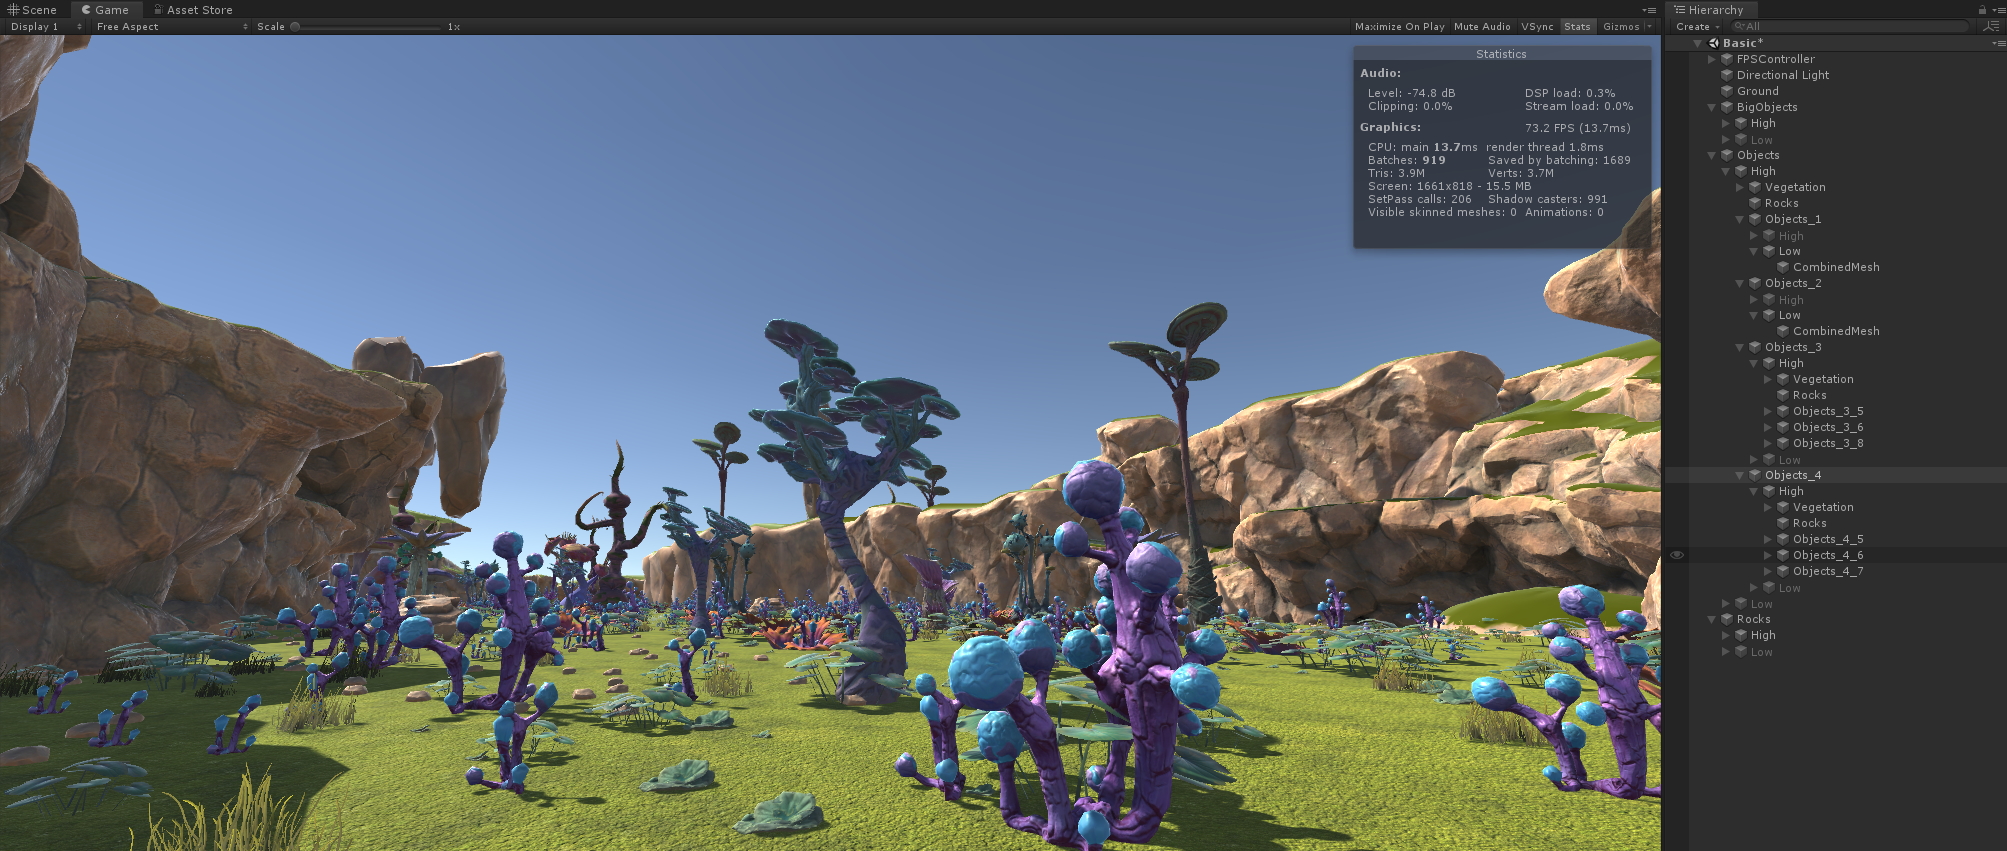 Scene Game Asset Store
Display 1 Free Aspect Scale 1x Maximize On Play Mute Audio VSync Stats Gizmos
Statistics
Audio:
Level: -74.8 dB DSP load: 0.3%
Clipping: 0.0% Stream load: 0.0%
Graphics: 73.2 FPS (13.7ms)
CPU: main 13.7ms render thread 1.8ms
Batches: 919 Saved by batching: 1689
Tris: 3.9M Verts: 3.7M
Screen: 1661x818 - 15.5 MB
SetPass calls: 206 Shadow casters: 991
Visible skinned meshes: 0 Animations: 0
Hierarchy
Create All
Basic*
FPSController
Directional Light
Ground
BigObjects
High
Low
Objects
High
Vegetation
Rocks
Objects_1
High
Low
CombinedMesh
Objects_2
High
Low
CombinedMesh
Objects_3
High
Vegetation
Rocks
Objects_3_5
Objects_3_6
Objects_3_8
Low
Objects_4
High
Vegetation
Rocks
Objects_4_5
Objects_4_6
Objects_4_7
Low
Low
Rocks
High
Low